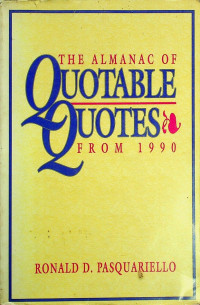 THE ALMANAC OF
QUOTABLE
QUOTES
FROM 1990
RONALD D. PASQUARIELLO